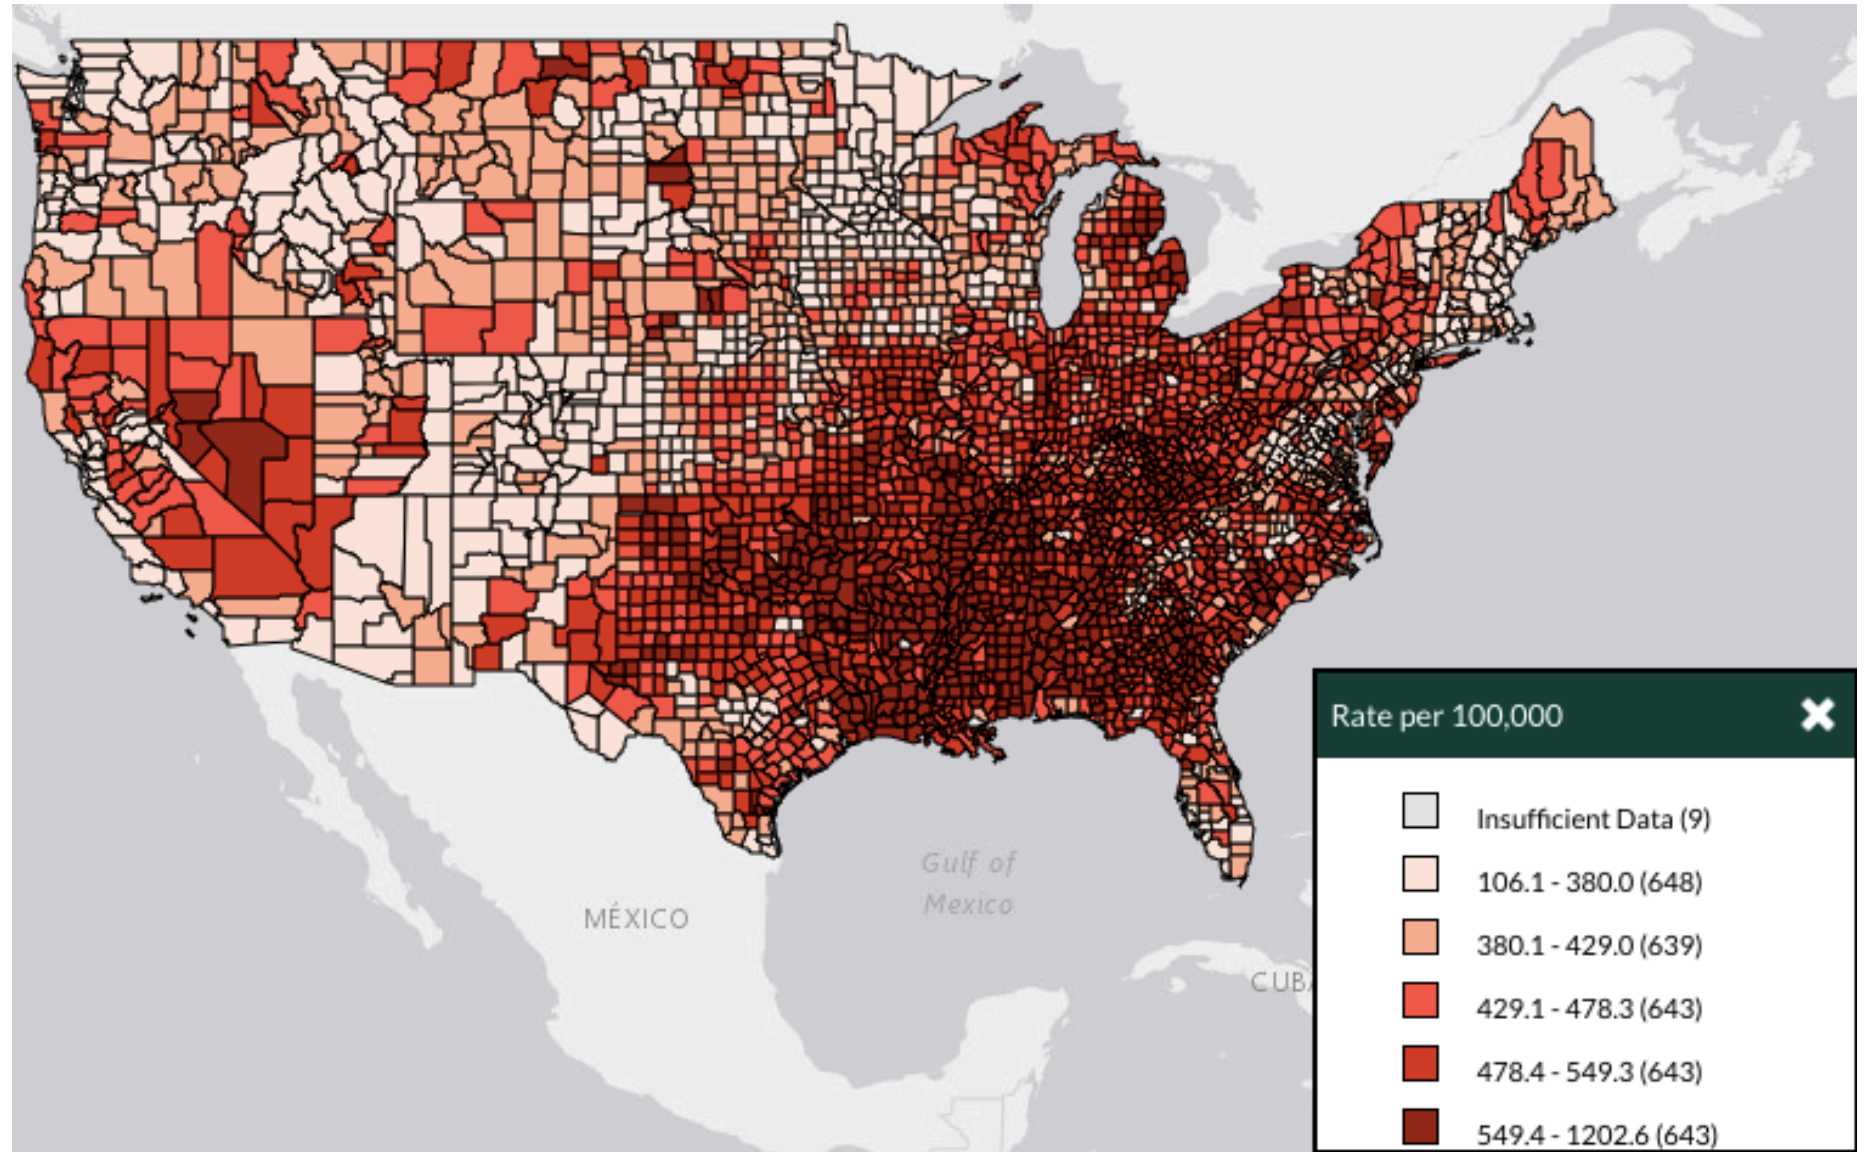 MÉXICO
Gulf of
Mexico
CUB
Rate per 100,000
Insufficient Data (9)
106.1 - 380.0 (648)
380.1 - 429.0 (639)
429.1 - 478.3 (643)
478.4 - 549.3 (643)
549.4 - 1202.6 (643)